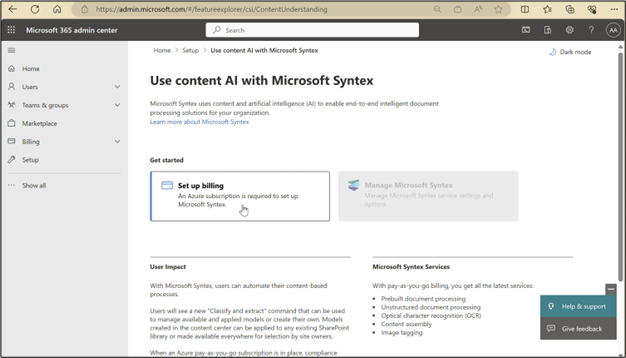 https://admin.microsoft.com/#/featureexplorer/csi/ContentUnderstanding
Microsoft 365 admin center
Search
AA
Home > Setup > Use content AI with Microsoft Syntex
Dark mode
Home
Users
Teams & groups
Marketplace
Billing
Setup
Show all
Use content AI with Microsoft Syntex
Microsoft Syntex uses content and artificial intelligence (AI) to enable end-to-end intelligent document
processing solutions for your organization.
Learn more about Microsoft Syntex
Get started
Set up billing
An Azure subscription is required to set up
Microsoft Syntex.
Manage Microsoft Syntex
Manage Microsoft Syntex service settings and
options.
User Impact
With Microsoft Syntex, users can automate their content-based
processes.
Users will see a new "Classify and extract" command that can be used
to manage available and applied models or create their own. Models
created in the content center can be applied to any existing SharePoint
library or made available everywhere for selection by site owners.
When an Azure pay-as-you-go subscription is in place, compliance
Microsoft Syntex Services
With pay-as-you-go billing, you get all the latest services:
• Prebuilt document processing
• Unstructured document processing
• Optical character recognition (OCR)
• Content assembly
• Image tagging
Help & support
Give feedback